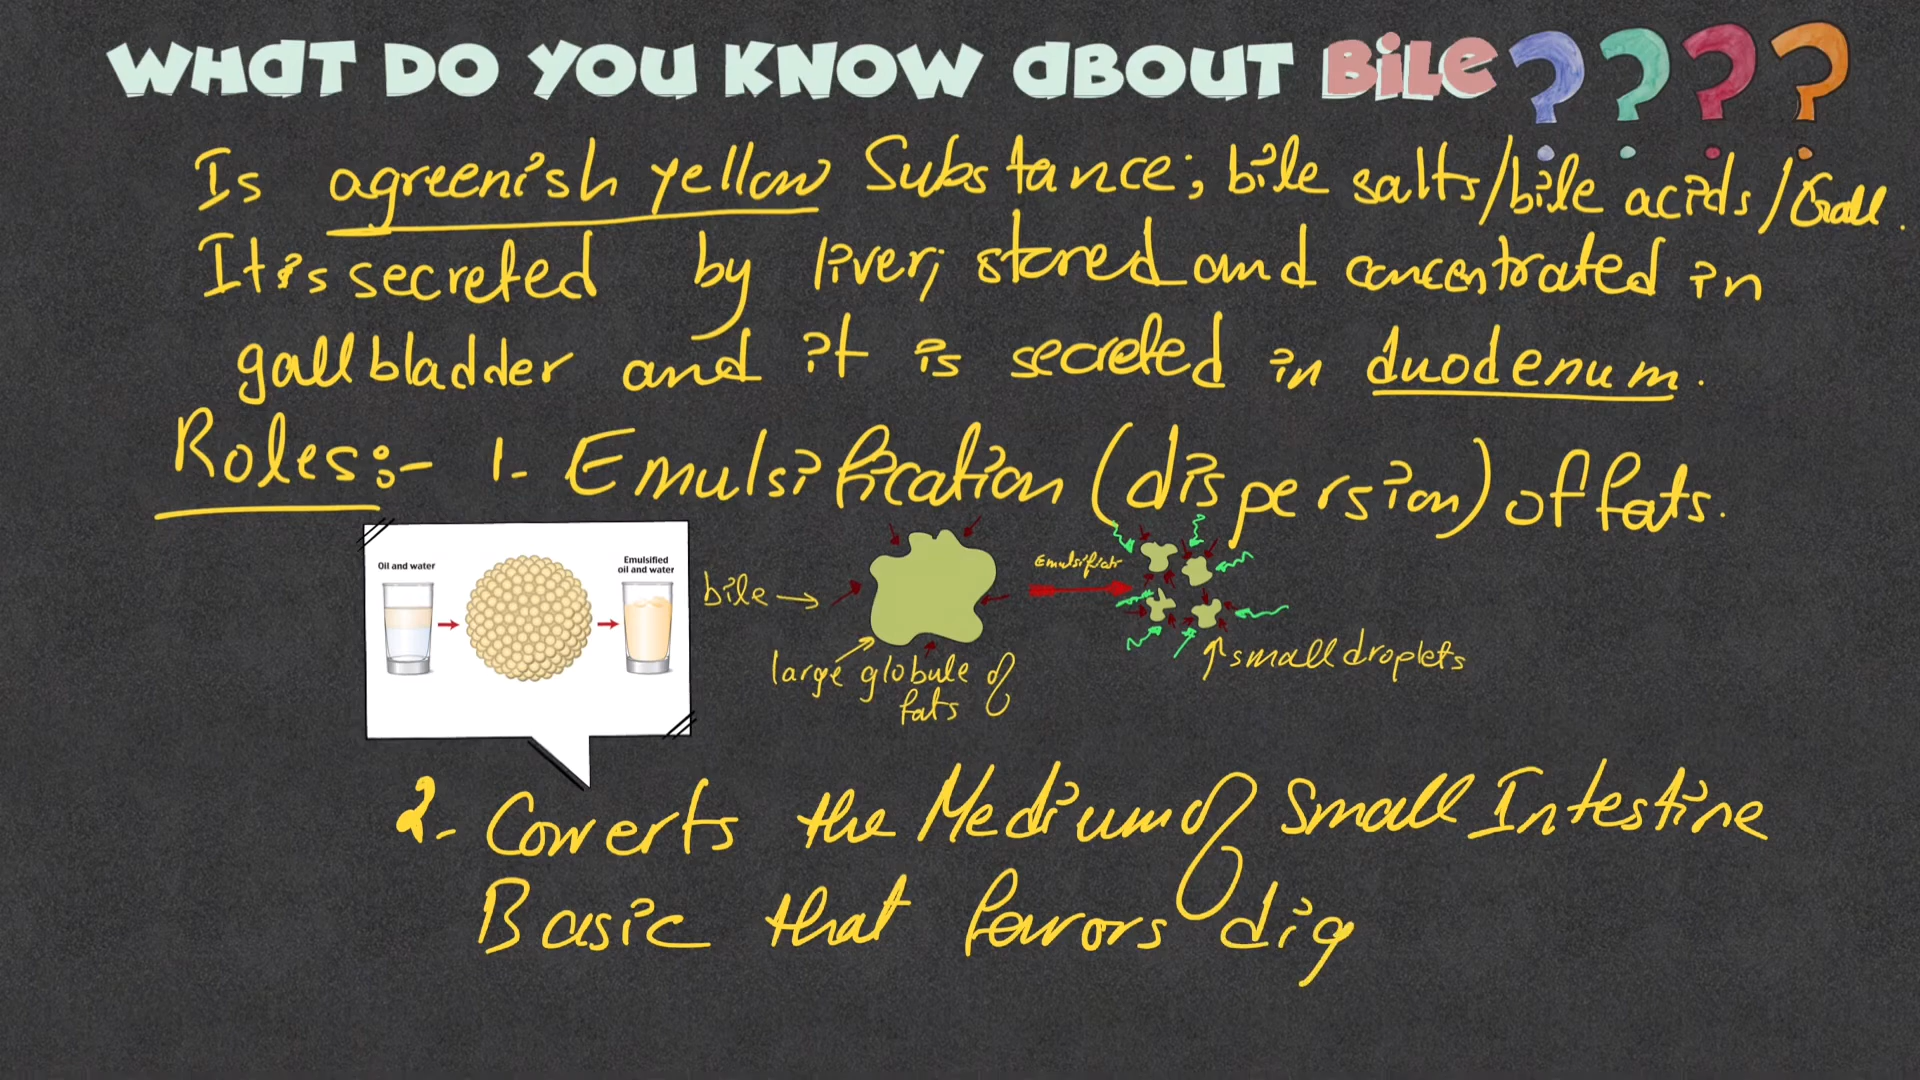 WHAT DO YOU KNOW ABOUT BILE ????
Is agreenish yellow Substance; bile salts/bile acids/Gall.
It is secreted by liver; stored and concentrated in
gallbladder and it is secreted in duodenum.
Roles:- 1- Emulsification (dispersion) of fats.
Oil and water
Emulsified
oil and water
bile →
large globule of
fats
Emulsificat
↑small droplets
2- Converts the Medium of Small Intestine
Basic that favors dig